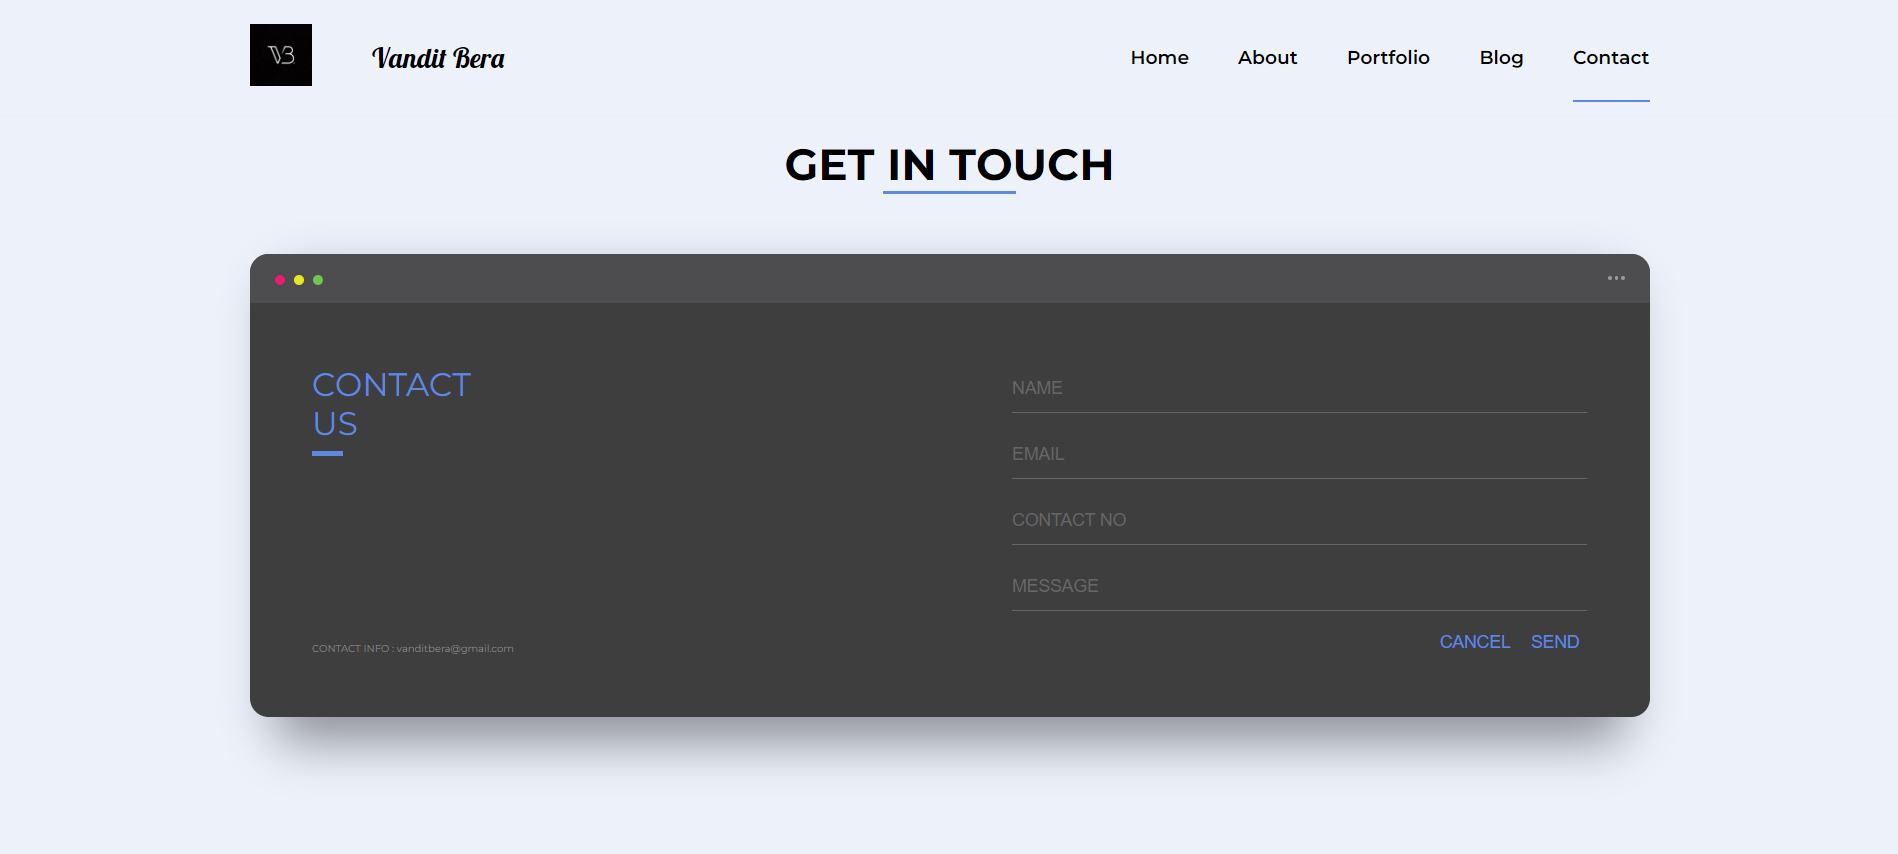 VB
Vandit Bera
Home About Portfolio Blog Contact
GET IN TOUCH
CONTACT
US
NAME
EMAIL
CONTACT NO
MESSAGE
CANCEL SEND
CONTACT INFO : vanditbera@gmail.com